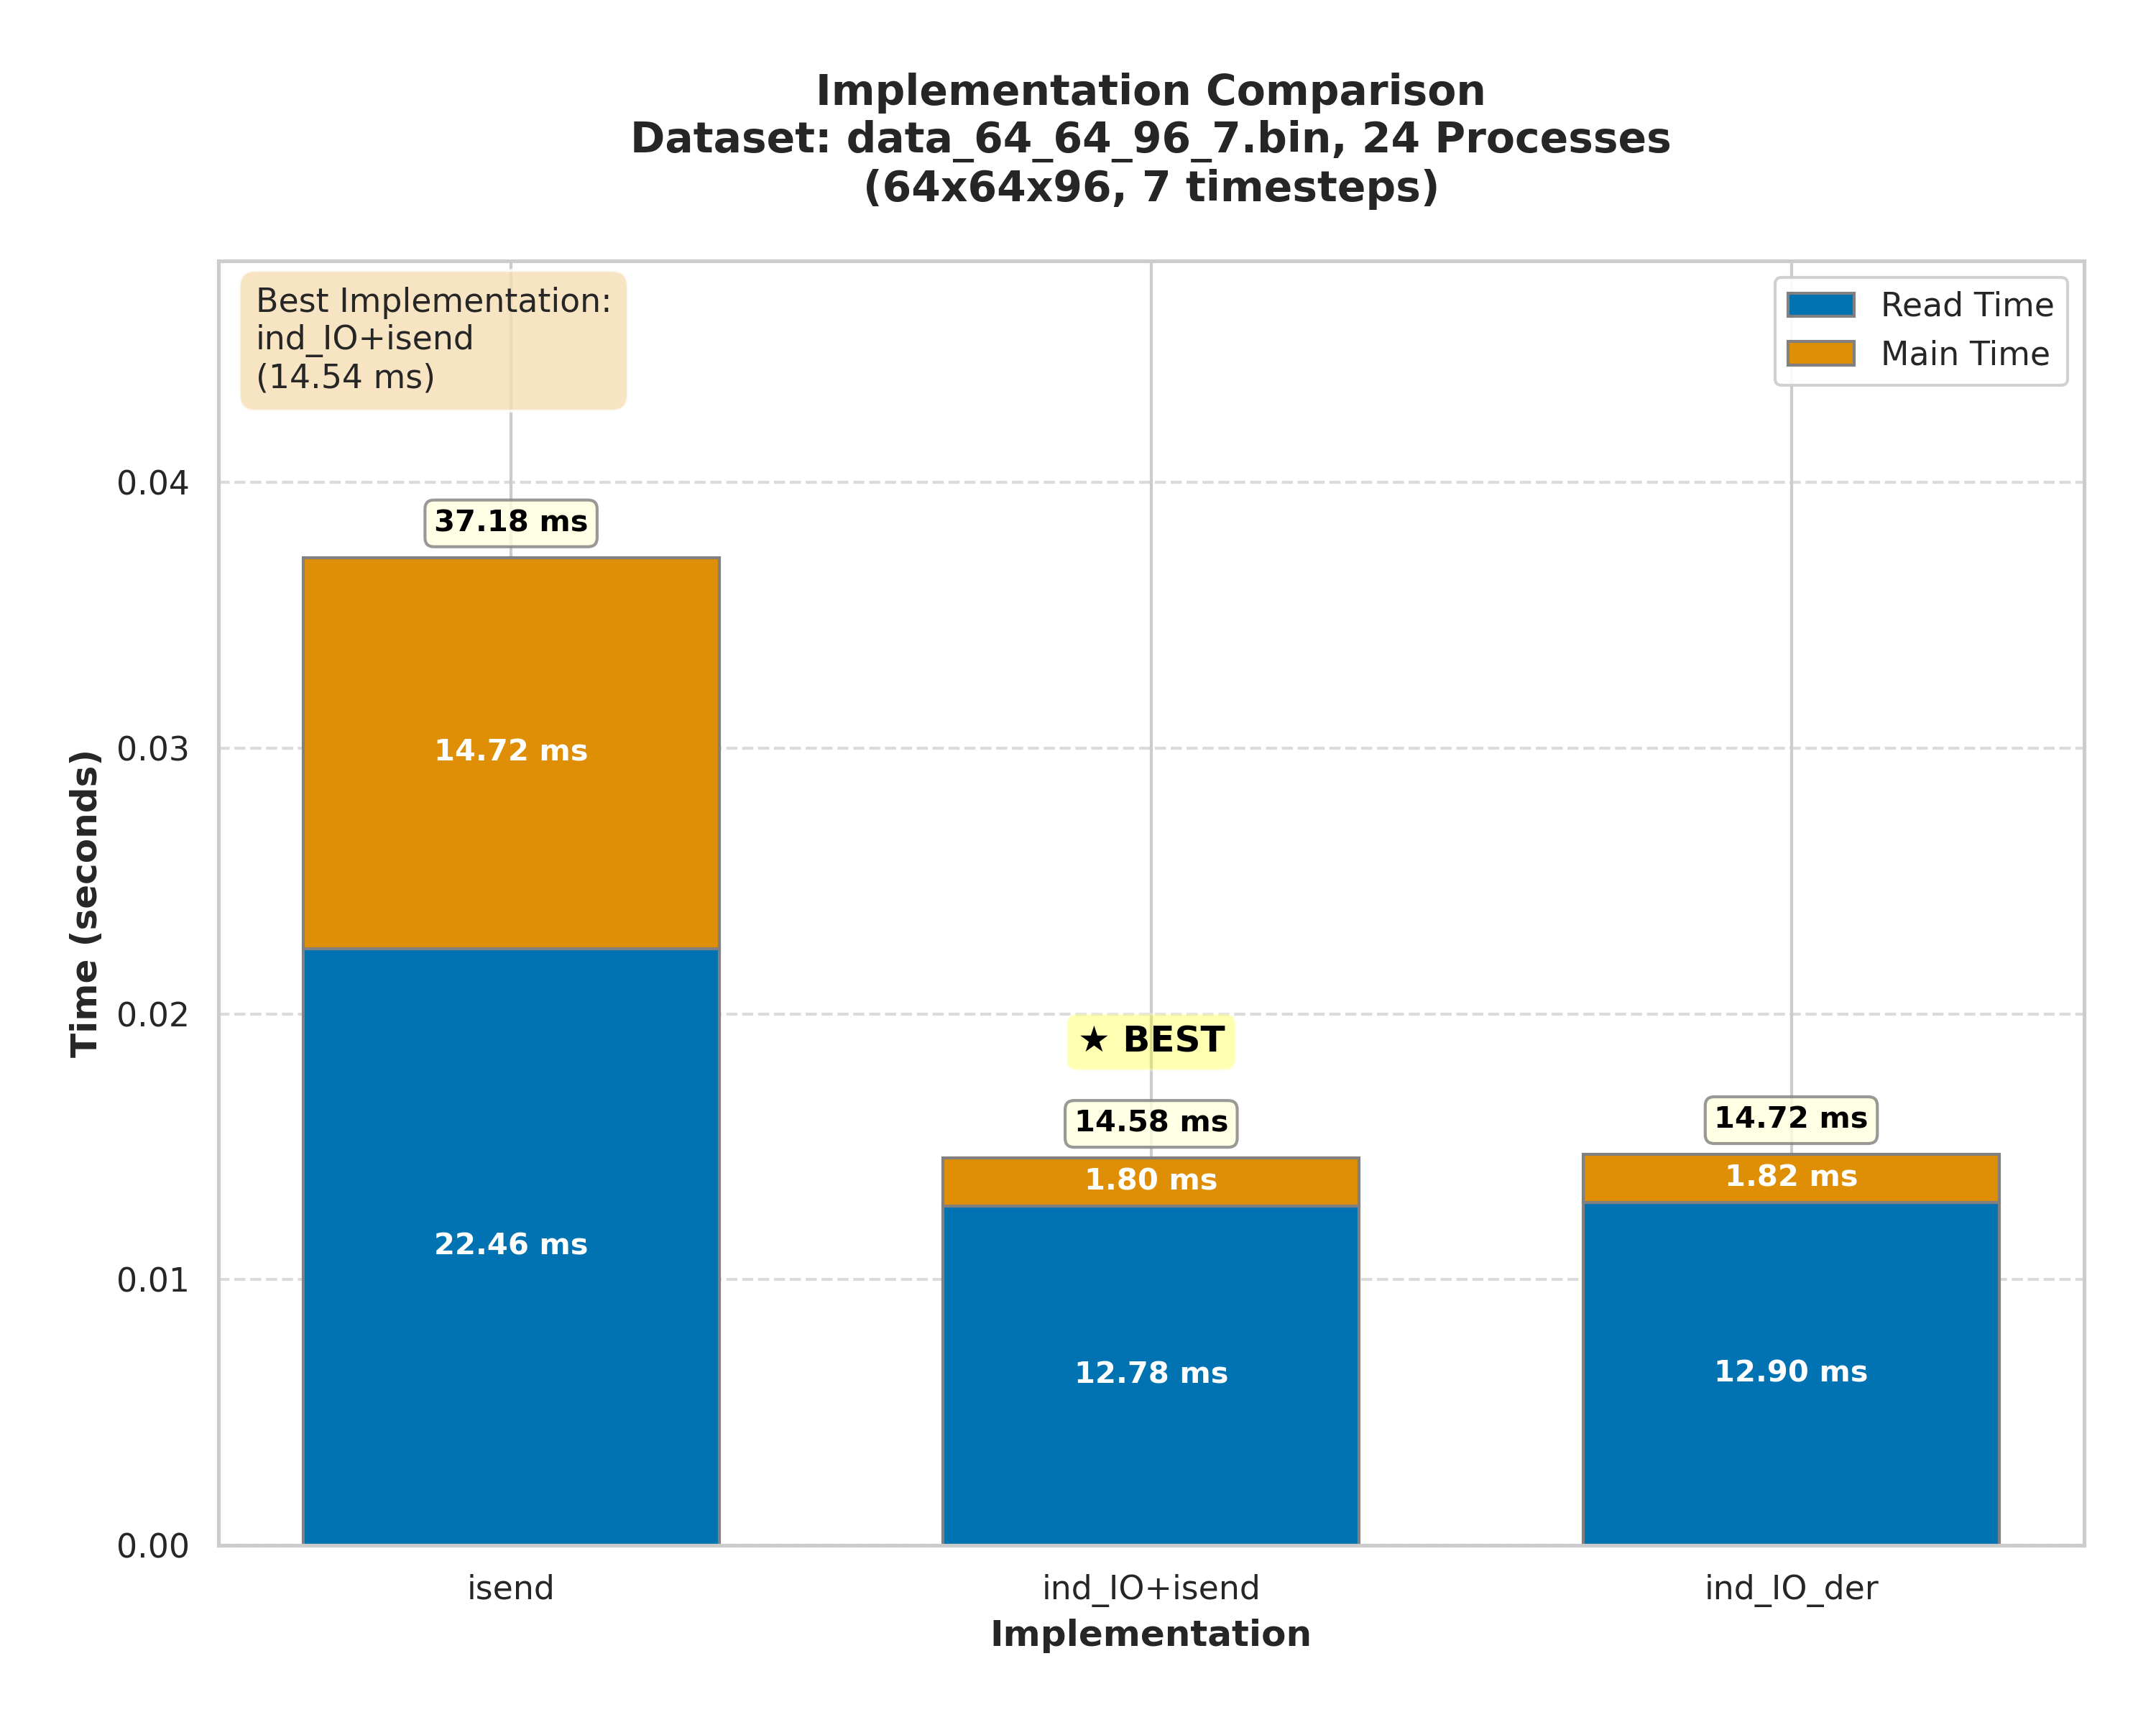 Implementation Comparison
Dataset: data_64_64_96_7.bin, 24 Processes
(64x64x96, 7 timesteps)
Best Implementation:
ind_IO+isend
(14.54 ms)
Read Time
Main Time
Time (seconds)
0.04
0.03
0.02
0.01
0.00
37.18 ms
14.72 ms
22.46 ms
★ BEST
14.58 ms
1.80 ms
12.78 ms
14.72 ms
1.82 ms
12.90 ms
isend
ind_IO+isend
ind_IO_der
Implementation